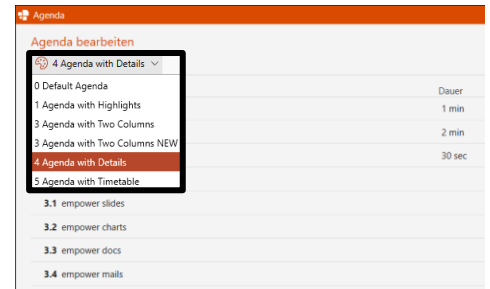 Agenda
Agenda bearbeiten
4 Agenda with Details
0 Default Agenda
Dauer
1 Agenda with Highlights
1 min
3 Agenda with Two Columns
2 min
3 Agenda with Two Columns NEW
4 Agenda with Details
30 sec
5 Agenda with Timetable
3.1 empower slides
3.2 empower charts
3.3 empower docs
3.4 empower mails